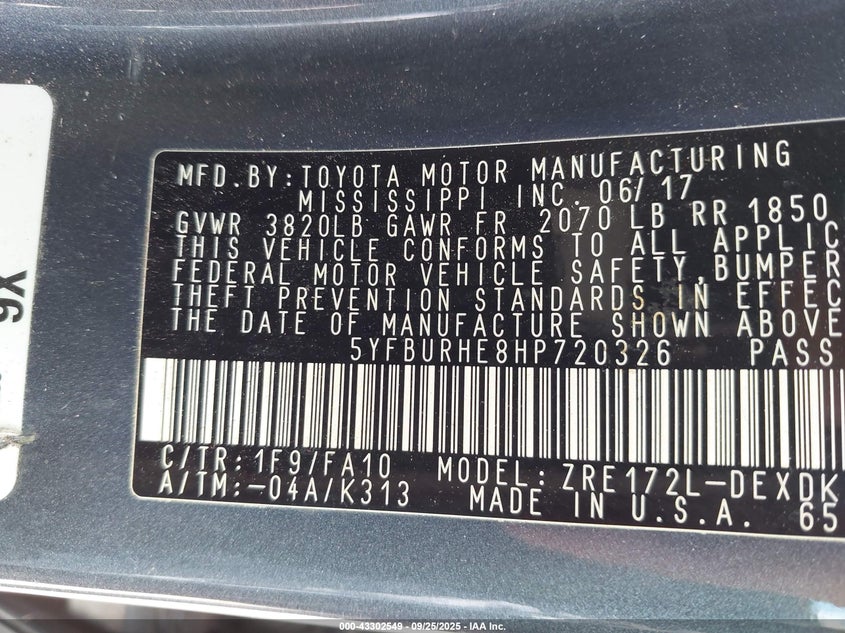 MFD.BY:TOYOTA MOTOR MANUFACTURING
MISSISSIPPI INC. 06/17
GVWR 3820LB GAWR FR 2070 LB RR 1850
THIS VEHICLE CONFORMS TO ALL APPLIC
FEDERAL MOTOR VEHICLE SAFETY,BUMPER
THEFT PREVENTION STANDARDS IN EFFEC
THE DATE OF MANUFACTURE SHOWN ABOVE
5YFBURHE8HP720326 PASS
C/TR:1F9/FA10 MODEL:ZRE172L-DEXDK
A/TM:-04A/K313 MADE IN U.S.A. 65
000-43302549 - 09/25/2025 - IAA Inc.